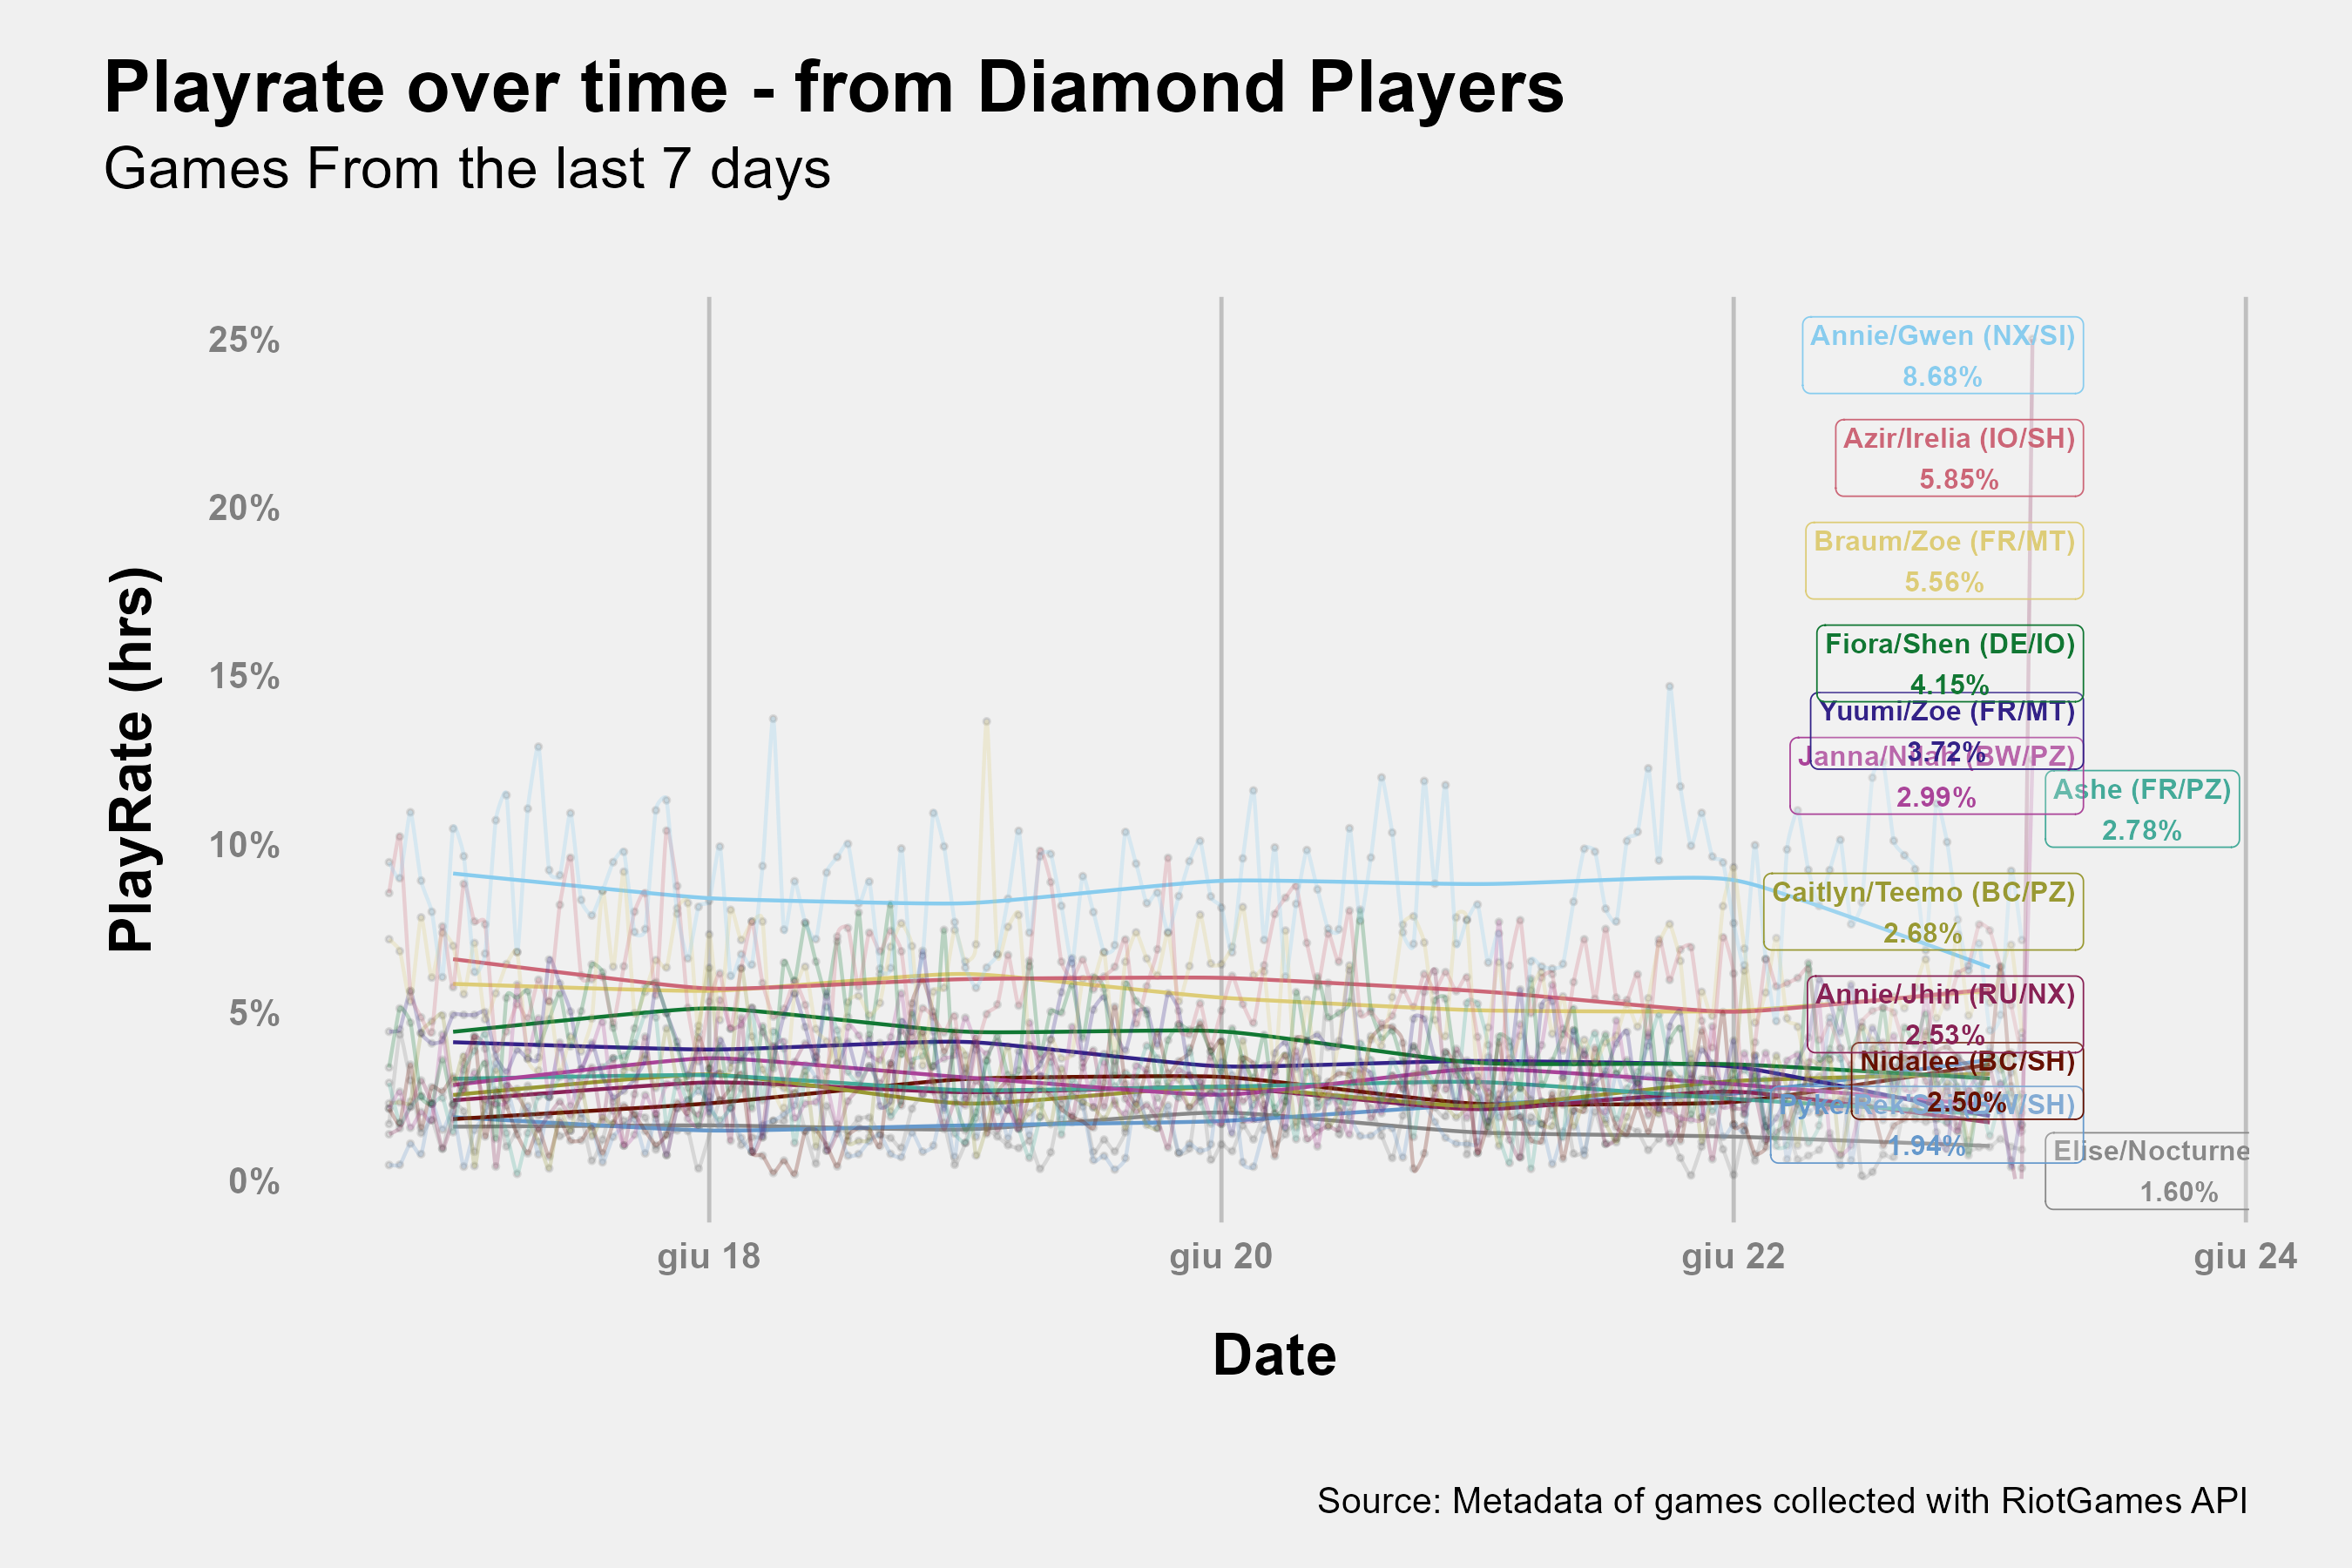 Playrate over time - from Diamond Players
Games From the last 7 days
PlayRate (hrs)
25%
20%
15%
10%
5%
0%
Annie/Gwen (NX/SI)
8.68%
Azir/Irelia (IO/SH)
5.85%
Braum/Zoe (FR/MT)
5.56%
Fiora/Shen (DE/IO)
4.15%
Yuumi/Zoe (FR/MT)
3.72%
Janna/Nilah (BW/PZ)
2.99%
Ashe (FR/PZ)
2.78%
Caitlyn/Teemo (BC/PZ)
2.68%
Annie/Jhin (RU/NX)
2.53%
Nidalee (BC/SH)
2.50%
1.94%
Elise/Nocturne
1.60%
giu 18
giu 20
giu 22
giu 24
Date
Source: Metadata of games collected with RiotGames API